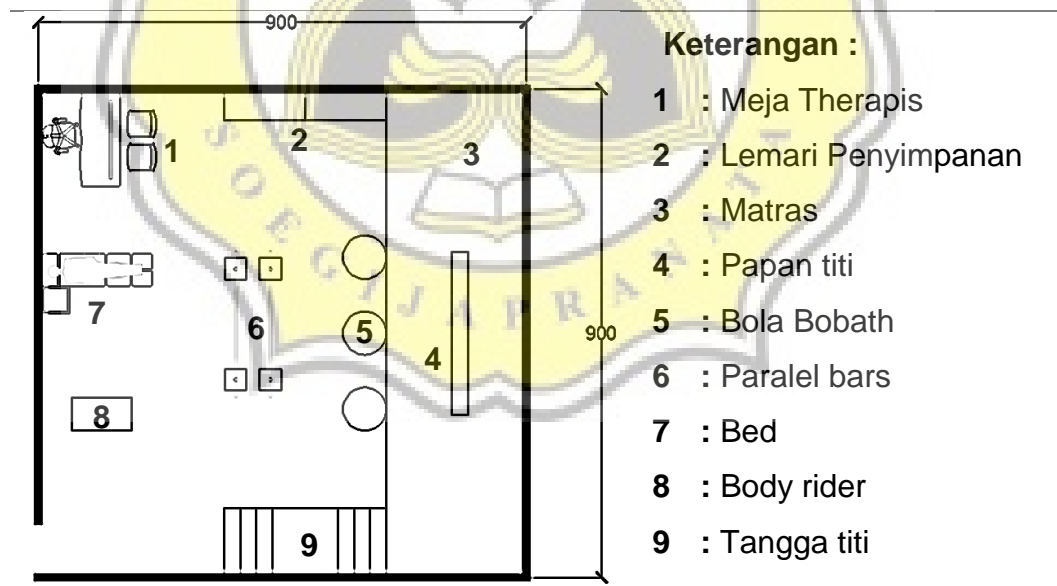 900
Keterangan :
1 : Meja Therapis
2 : Lemari Penyimpanan
3 : Matras
4 : Papan titi
5 : Bola Bobath
6 : Paralel bars
7 : Bed
8 : Body rider
9 : Tangga titi
1
2
3
7
6
5
4
900
8
9
SOEGIJAPRANATA